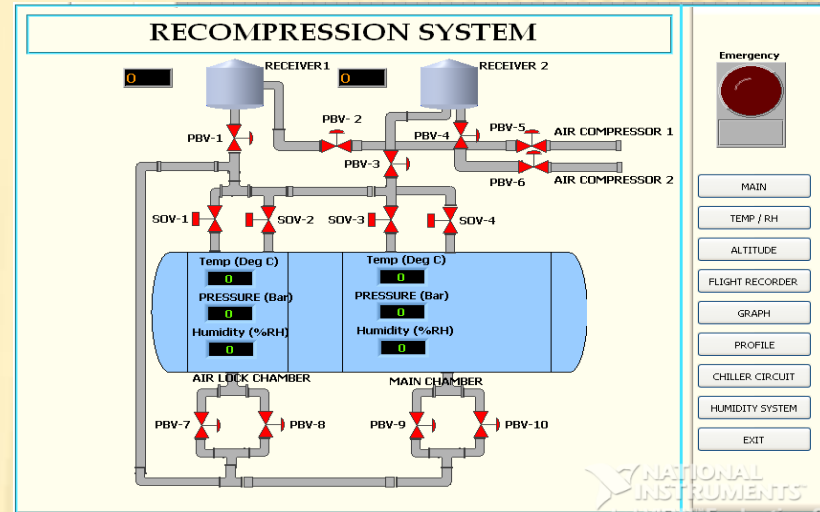 RECOMPRESSION SYSTEM
Emergency
0
RECEIVER1
0
RECEIVER 2
PBV-1
PBV- 2
PBV-3
PBV-4
PBV-5
AIR COMPRESSOR 1
PBV-6
AIR COMPRESSOR 2
SOV-1
SOV-2
SOV-3
SOV-4
Temp (Deg C)
0
PRESSURE (Bar)
0
Humidity (%RH)
0
Temp (Deg C)
0
PRESSURE (Bar)
0
Humidity (%RH)
0
AIR LOCK CHAMBER
MAIN CHAMBER
PBV-7
PBV-8
PBV-9
PBV-10
MAIN
TEMP / RH
ALTITUDE
FLIGHT RECORDER
GRAPH
PROFILE
CHILLER CIRCUIT
HUMIDITY SYSTEM
EXIT
NATIONAL
INSTRUMENTS